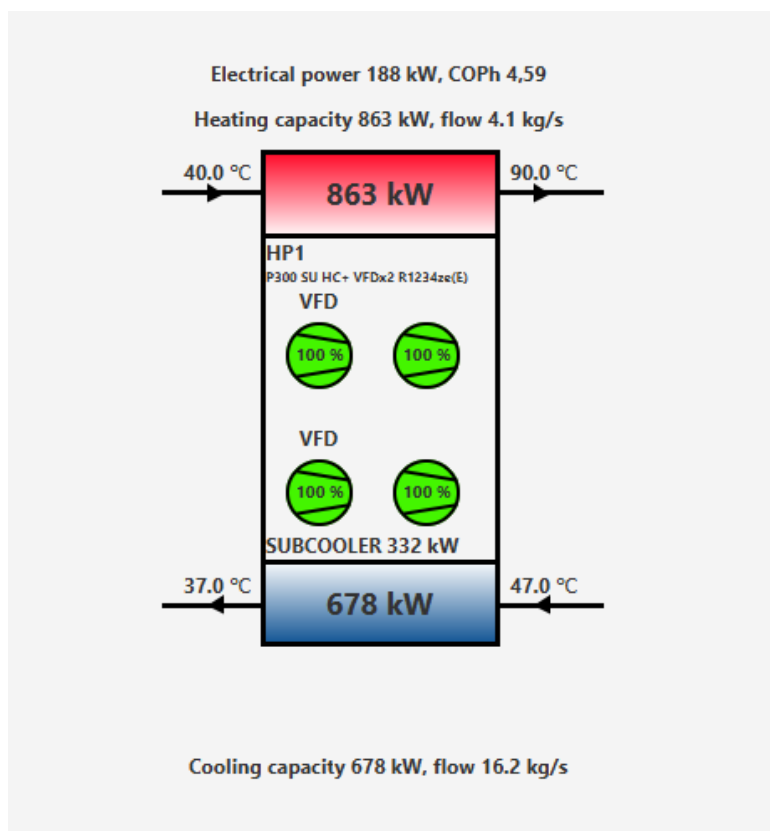 Electrical power 188 kW, COPh 4,59
Heating capacity 863 kW, flow 4.1 kg/s
40.0 °C
90.0 °C
863 kW
HP1
P300 SU HC+ VFDx2 R1234ze(E)
VFD
100 %
100 %
VFD
100 %
100 %
SUBCOOLER 332 kW
37.0 °C
47.0 °C
678 kW
Cooling capacity 678 kW, flow 16.2 kg/s